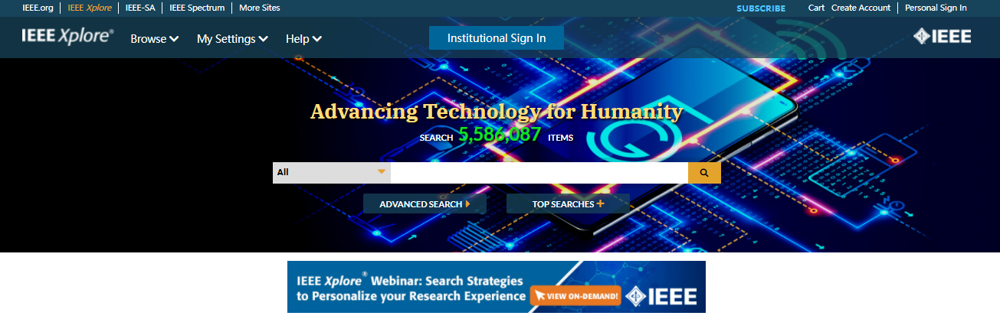 IEEE.org IEEE Xplore IEEE-SA IEEE Spectrum More Sites SUBSCRIBE Cart Create Account Personal Sign In
IEEE Xplore® Browse My Settings Help Institutional Sign In IEEE
Advancing Technology for Humanity
SEARCH 5,586,087 ITEMS
All
ADVANCED SEARCH TOP SEARCHES
IEEE Xplore® Webinar: Search Strategies
to Personalize your Research Experience VIEW ON-DEMAND! IEEE